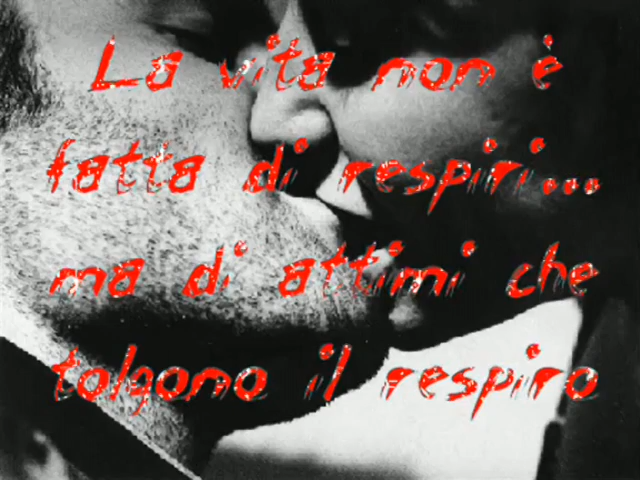 La vita non è
fatta di respiri...
ma di attimi che
tolgono il respiro